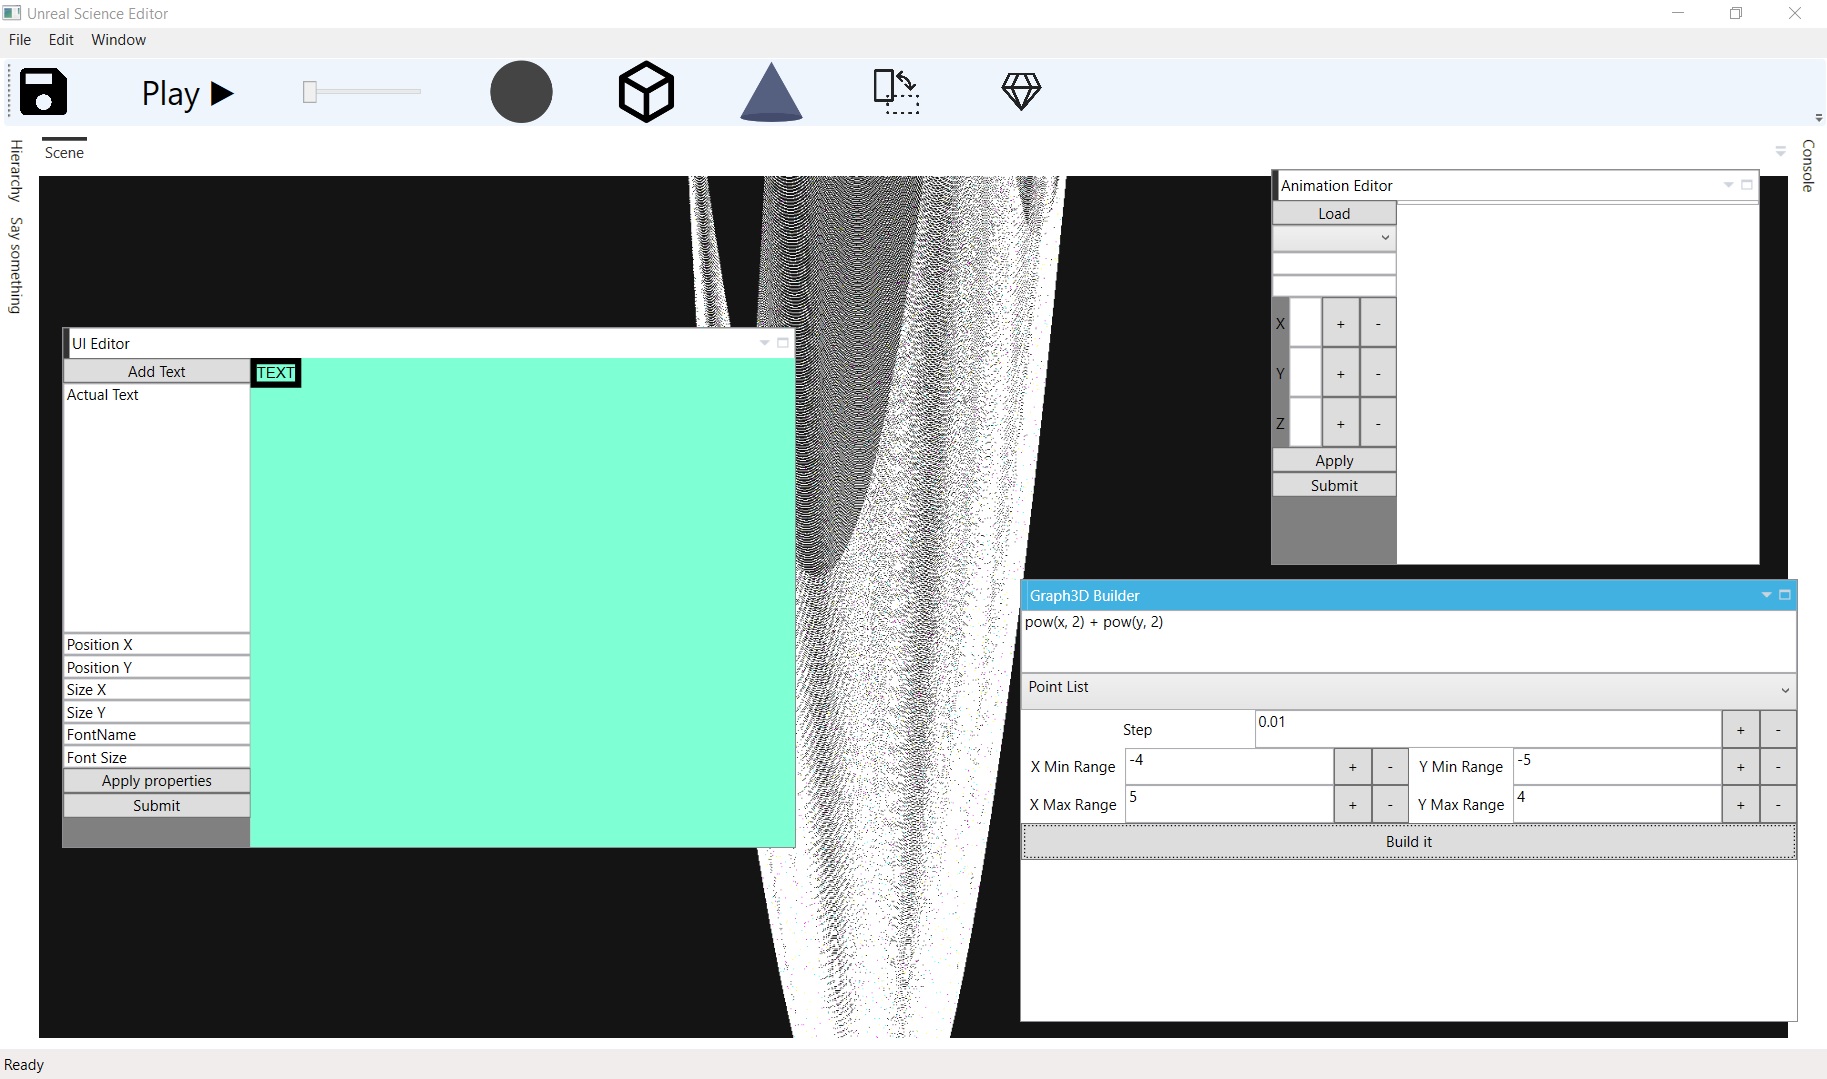 Unreal Science Editor
File Edit Window
Play
Scene
Hierarchy
Say something
Console
Animation Editor
Load
X + -
Y + -
Z + -
Apply
Submit
UI Editor
Add Text
TEXT
Actual Text
Position X
Position Y
Size X
Size Y
FontName
Font Size
Apply properties
Submit
Graph3D Builder
pow(x, 2) + pow(y, 2)
Point List
Step 0.01 + -
X Min Range -4 + - Y Min Range -5 + -
X Max Range 5 + - Y Max Range 4 + -
Build it
Ready